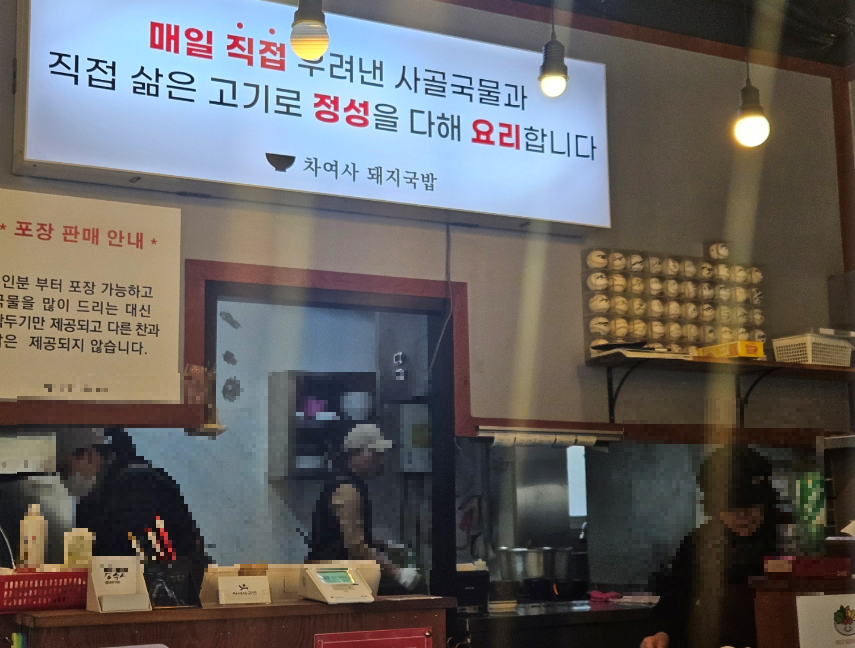 매일 직접 우려낸 사골국물과
직접 삶은 고기로 정성을 다해 요리합니다
차여사 돼지국밥
* 포장 판매 안내 *
인분 부터 포장 가능하고
국물을 많이 드리는 대신
깍두기만 제공되고 다른 찬과
제공되지 않습니다.